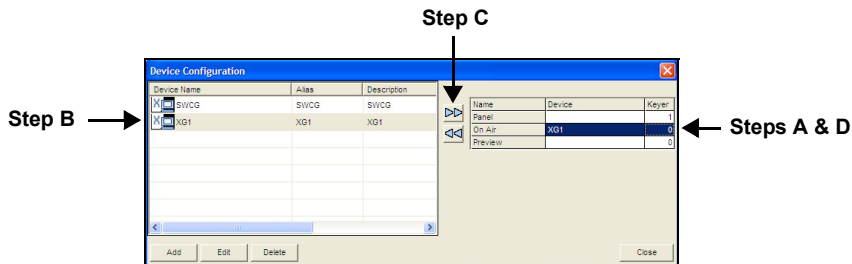 Step C
Device Configuration
Device Name Alias Description
SWCG SWCG SWCG
XG1 XG1 XG1
Step B
Name Device Keyer
Panel 1
On Air XG1 0
Preview 0
Steps A & D
Add Edit Delete Close